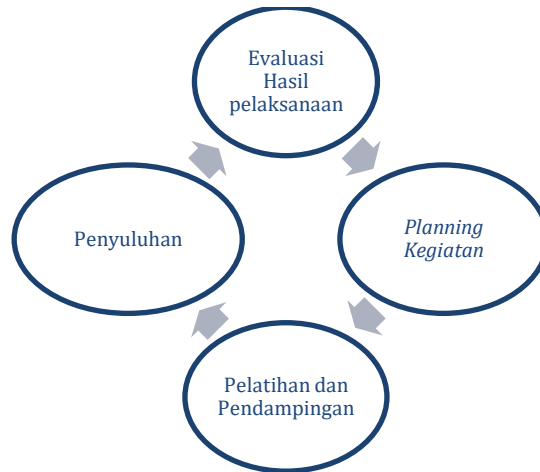 Evaluasi
Hasil
pelaksanaan
Penyuluhan
Planning
Kegiatan
Pelatihan dan
Pendampingan